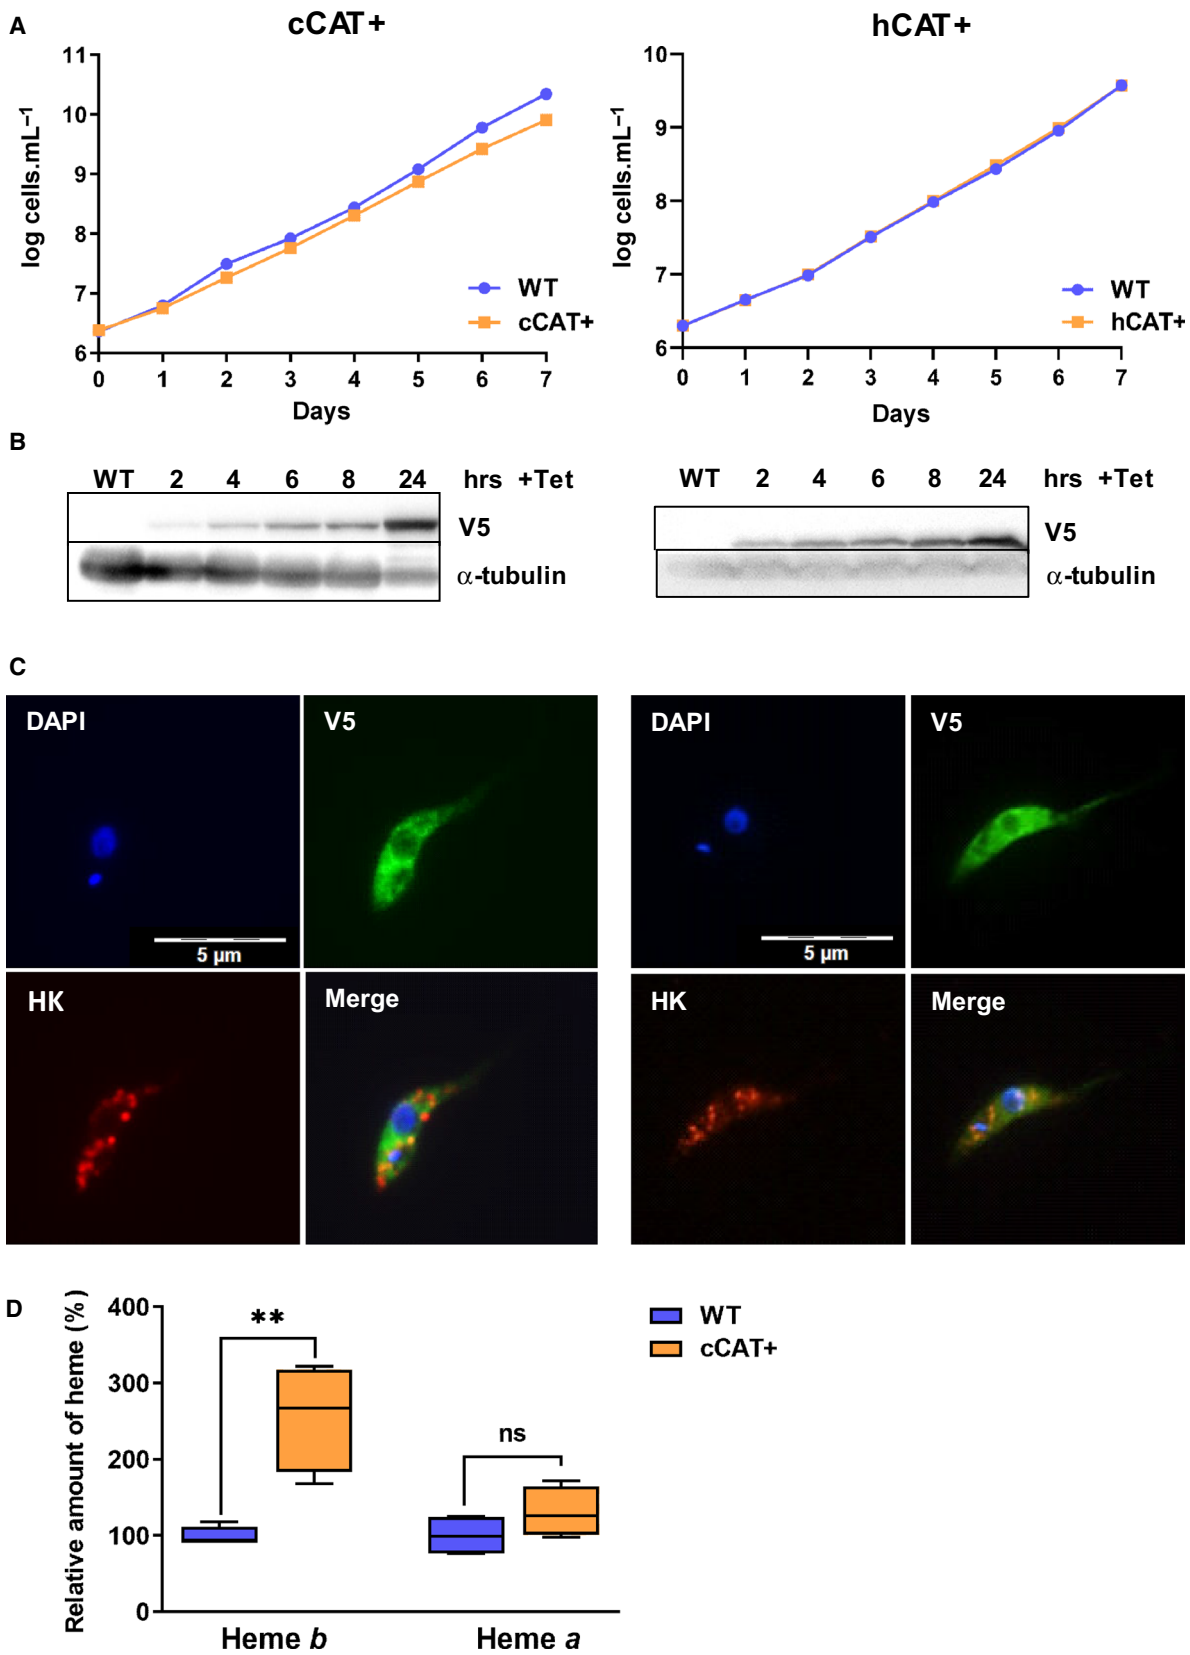 A
cCAT+
hCAT+
log cells.mL⁻¹
11
10
9
8
7
6
0 1 2 3 4 5 6 7
Days
WT
cCAT+
log cells.mL⁻¹
10
9
8
7
6
0 1 2 3 4 5 6 7
Days
WT
hCAT+
B
WT 2 4 6 8 24 hrs +Tet
V5
α-tubulin
WT 2 4 6 8 24 hrs +Tet
V5
α-tubulin
C
DAPI
V5
5 µm
HK
Merge
DAPI
V5
5 µm
HK
Merge
D
Relative amount of heme (%)
400
300
200
100
0
**
ns
Heme b
Heme a
WT
cCAT+